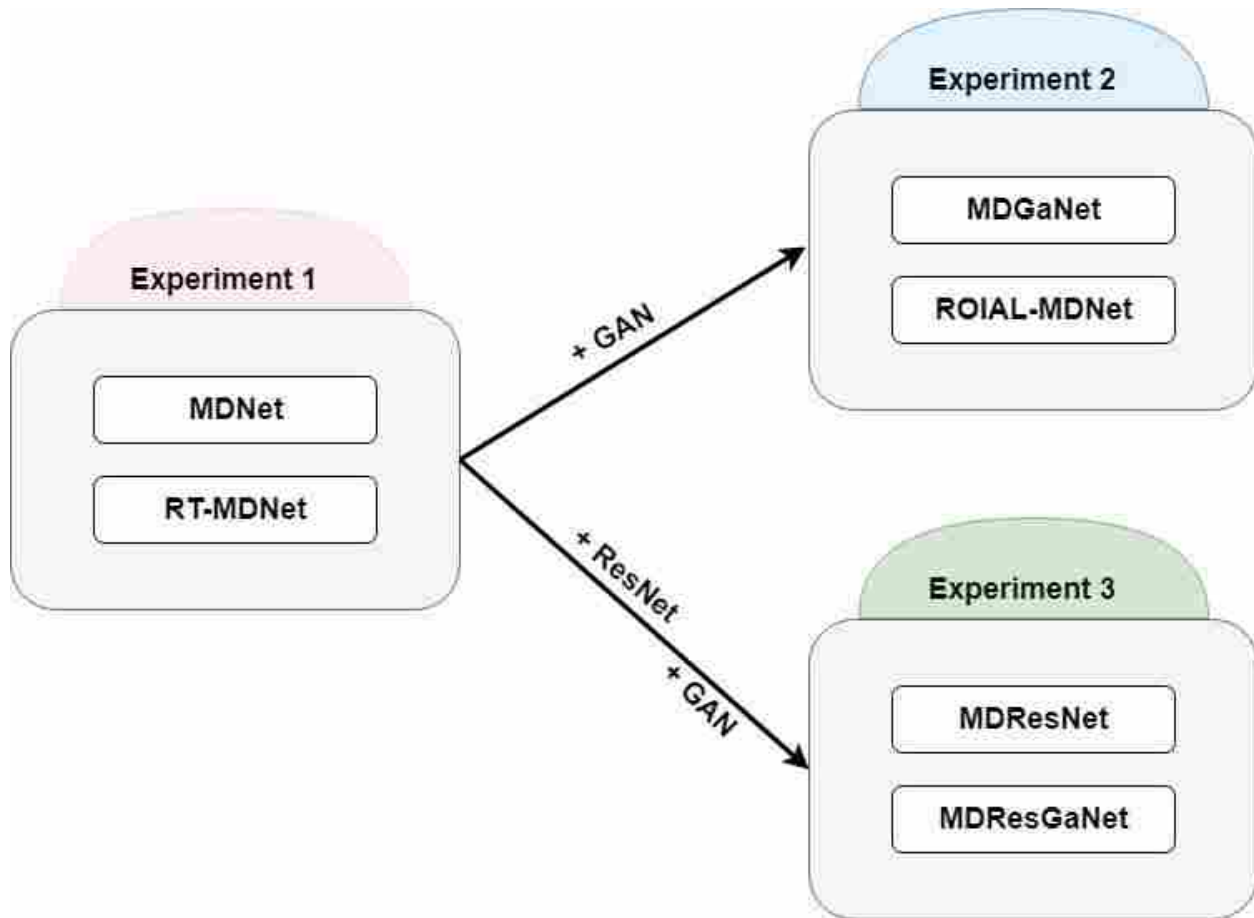 Experiment 1
MDNet
RT-MDNet
+ GAN
+ ResNet
+ GAN
Experiment 2
MDGaNet
ROIAL-MDNet
Experiment 3
MDResNet
MDResGaNet